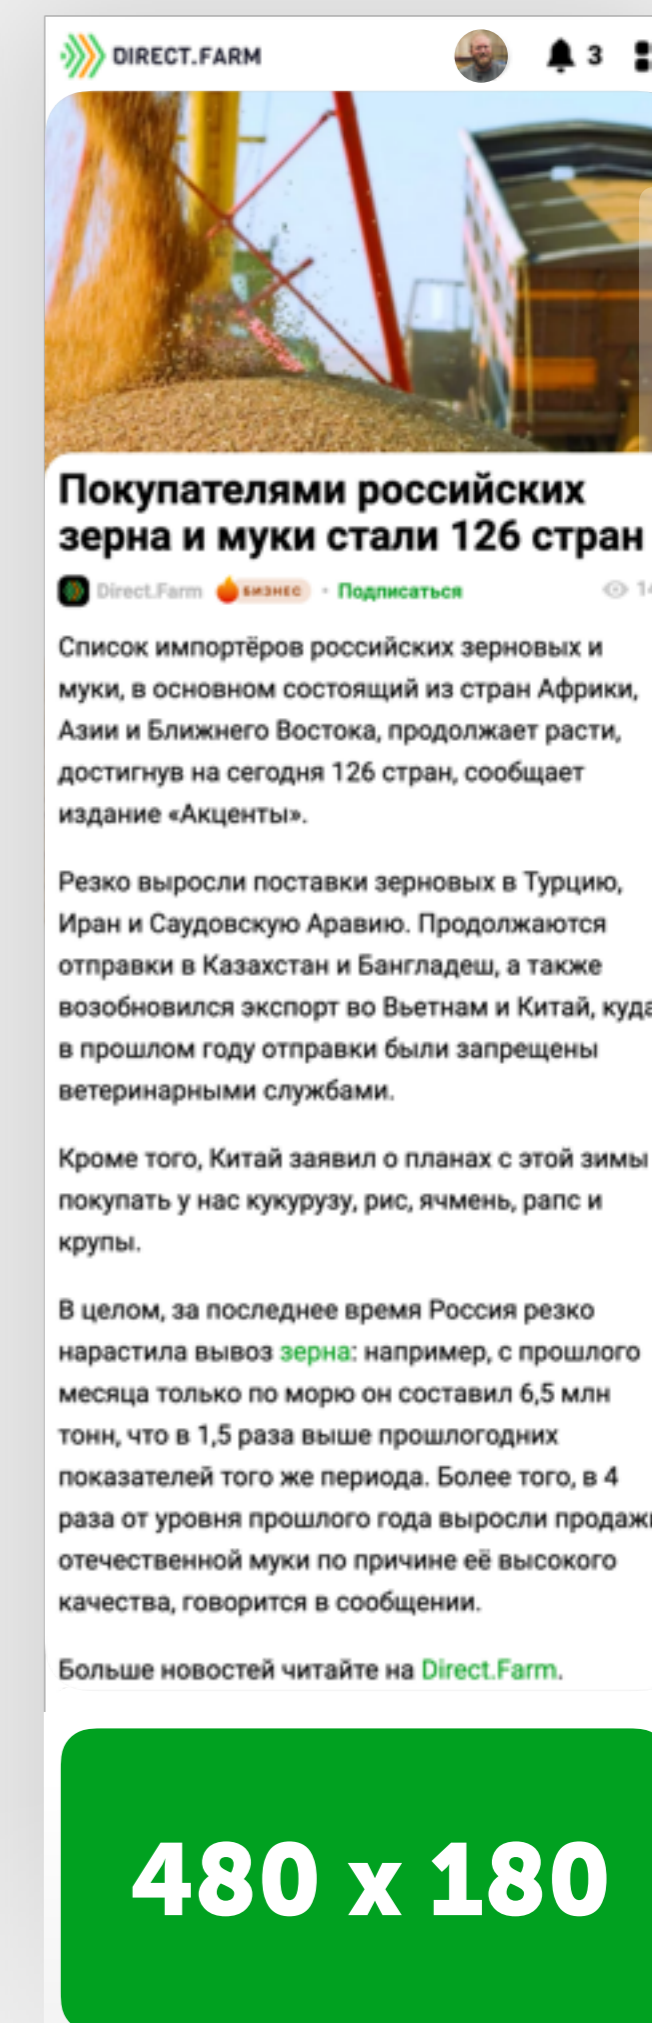 DIRECT.FARM
3
Покупателями российских
зерна и муки стали 126 стран
Direct.Farm БИЗНЕС · Подписаться
Список импортёров российских зерновых и
муки, в основном состоящий из стран Африки,
Азии и Ближнего Востока, продолжает расти,
достигнув на сегодня 126 стран, сообщает
издание «Акценты».
Резко выросли поставки зерновых в Турцию,
Иран и Саудовскую Аравию. Продолжаются
отправки в Казахстан и Бангладеш, а также
возобновился экспорт во Вьетнам и Китай, куда
в прошлом году отправки были запрещены
ветеринарными службами.
Кроме того, Китай заявил о планах с этой зимы
покупать у нас кукурузу, рис, ячмень, рапс и
крупы.
В целом, за последнее время Россия резко
нарастила вывоз зерна: например, с прошлого
месяца только по морю он составил 6,5 млн
тонн, что в 1,5 раза выше прошлогодних
показателей того же периода. Более того, в 4
раза от уровня прошлого года выросли продажи
отечественной муки по причине её высокого
качества, говорится в сообщении.
Больше новостей читайте на Direct.Farm.
480 x 180